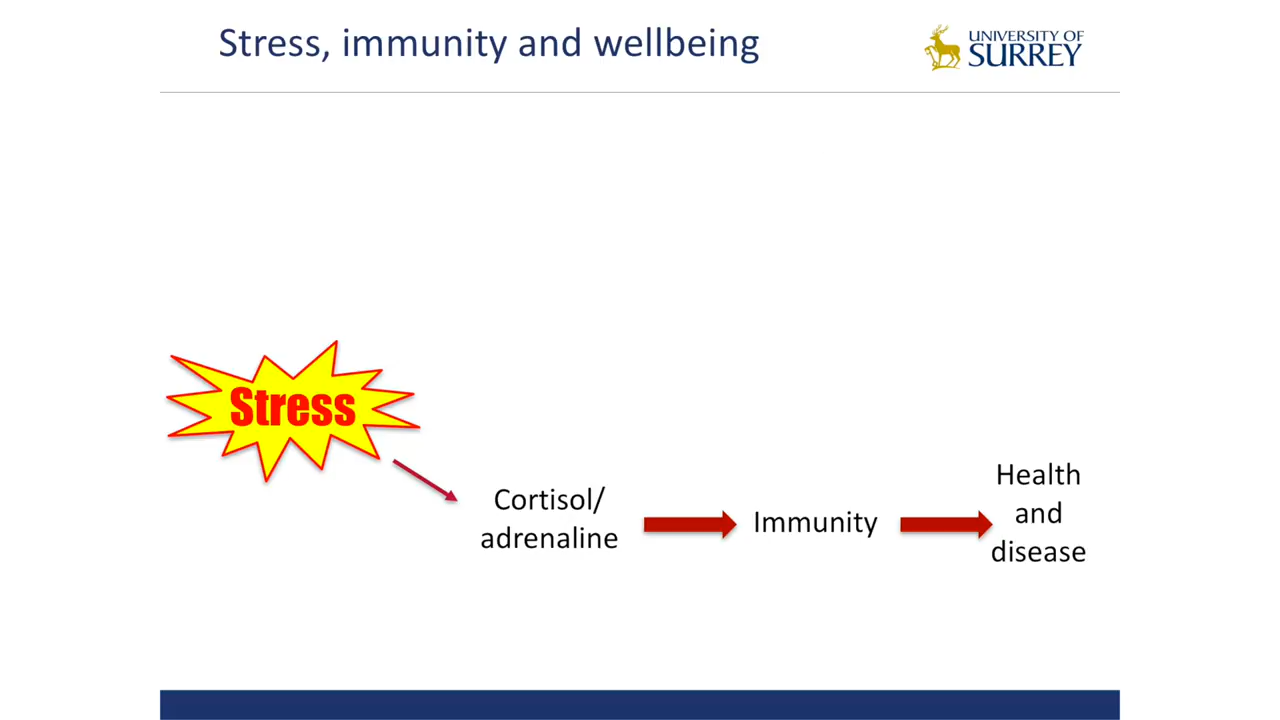 Stress, immunity and wellbeing
UNIVERSITY OF
SURREY
Stress
Cortisol/
adrenaline
Immunity
Health
and
disease